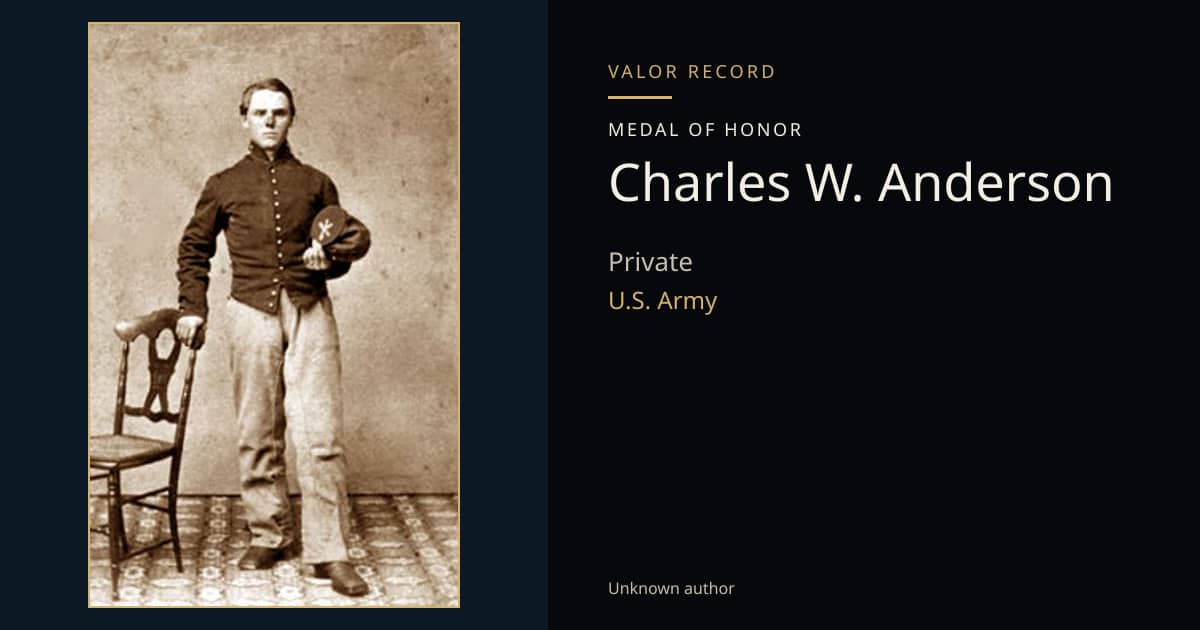 VALOR RECORD
MEDAL OF HONOR
Charles W. Anderson
Private
U.S. Army
Unknown author